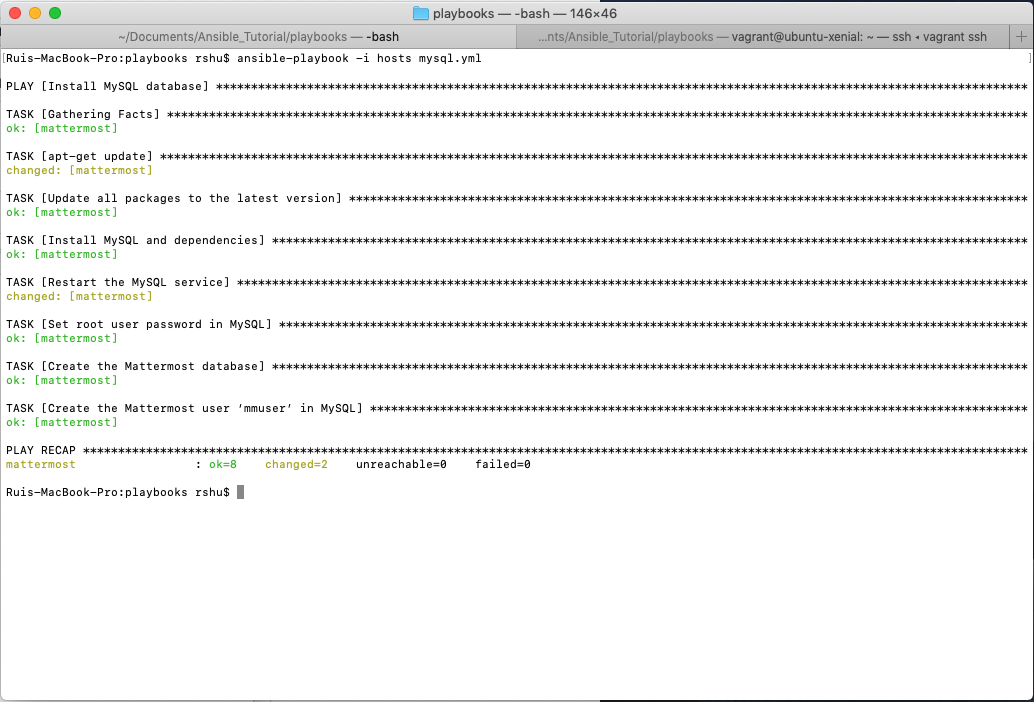 playbooks — -bash — 146×46
~/Documents/Ansible_Tutorial/playbooks — -bash
...nts/Ansible_Tutorial/playbooks — vagrant@ubuntu-xenial: ~ — ssh ◂ vagrant ssh
+
[Ruis-MacBook-Pro:playbooks rshu$ ansible-playbook -i hosts mysql.yml ]
PLAY [Install MySQL database] ********************************************************************************************************************
TASK [Gathering Facts] ***************************************************************************************************************************
ok: [mattermost]
TASK [apt-get update] ****************************************************************************************************************************
changed: [mattermost]
TASK [Update all packages to the latest version] *************************************************************************************************
ok: [mattermost]
TASK [Install MySQL and dependencies] ************************************************************************************************************
ok: [mattermost]
TASK [Restart the MySQL service] *****************************************************************************************************************
changed: [mattermost]
TASK [Set root user password in MySQL] ***********************************************************************************************************
ok: [mattermost]
TASK [Create the Mattermost database] ************************************************************************************************************
ok: [mattermost]
TASK [Create the Mattermost user ‘mmuser’ in MySQL] **********************************************************************************************
ok: [mattermost]
PLAY RECAP ***************************************************************************************************************************************
mattermost                 : ok=8    changed=2    unreachable=0    failed=0
Ruis-MacBook-Pro:playbooks rshu$